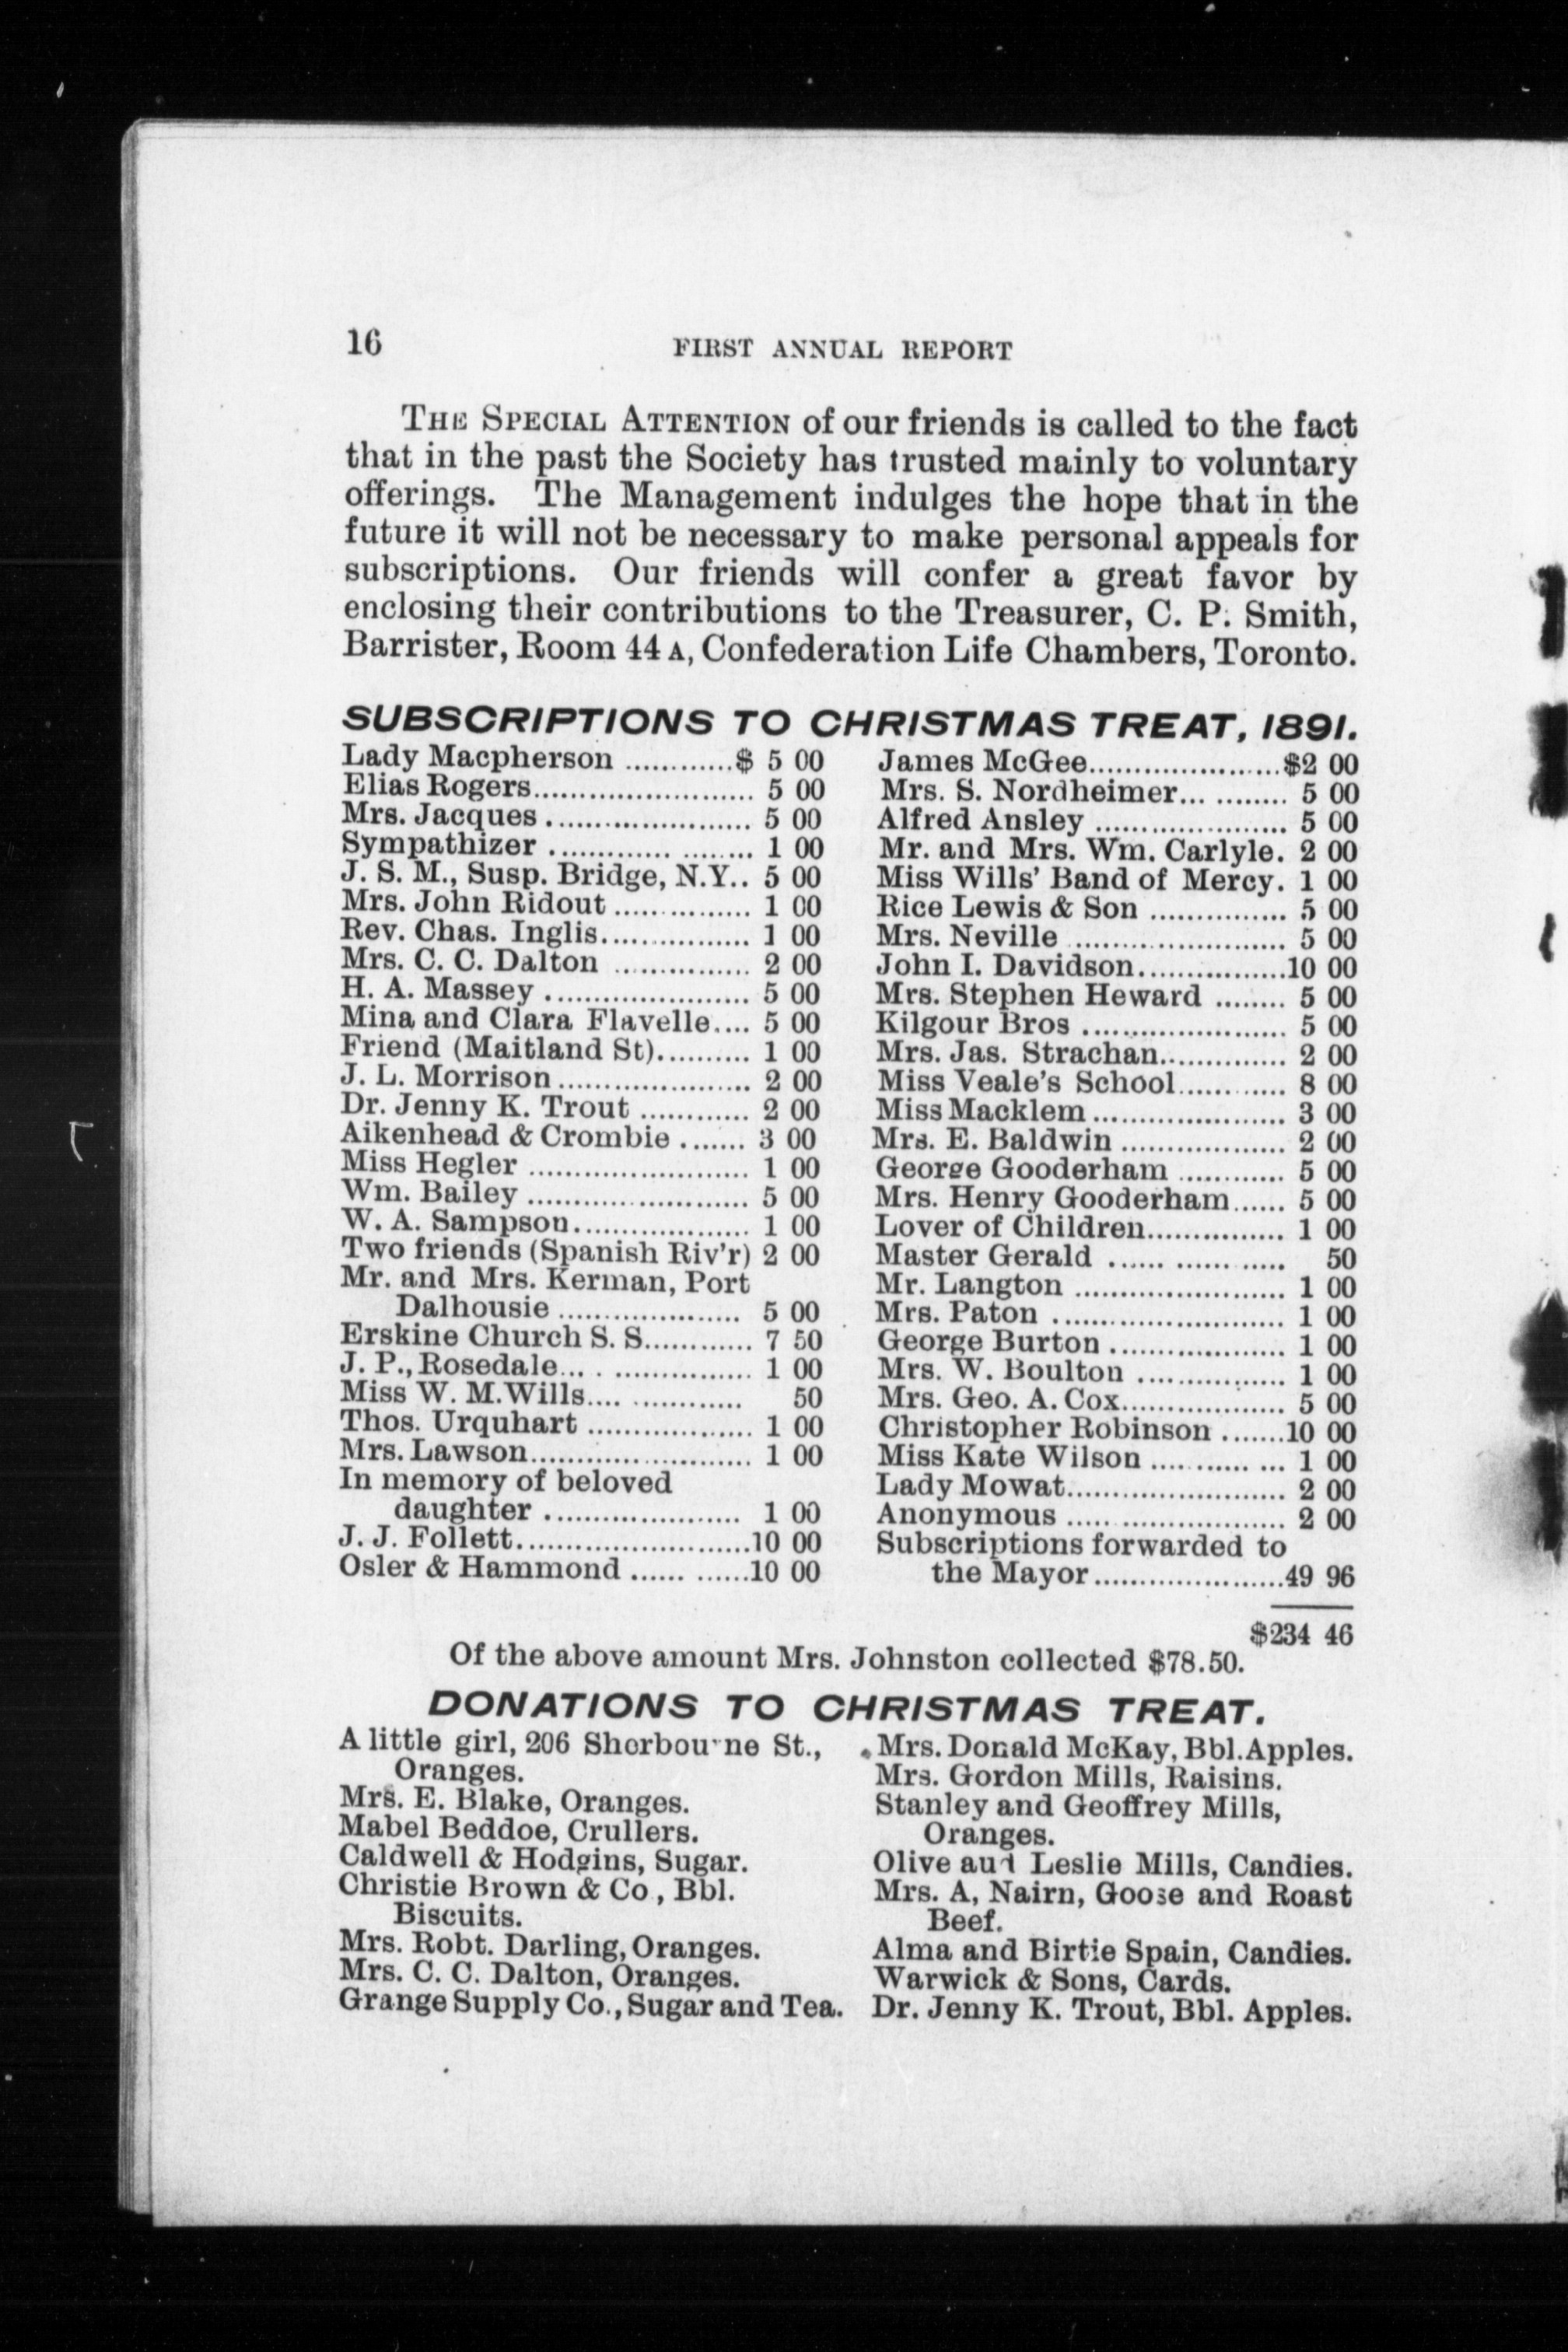 16 FIRST ANNUAL REPORT
THE SPECIAL ATTENTION of our friends is called to the fact
that in the past the Society has trusted mainly to voluntary
offerings. The Management indulges the hope that in the
future it will not be necessary to make personal appeals for
subscriptions. Our friends will confer a great favor by
enclosing their contributions to the Treasurer, C. P. Smith,
Barrister, Room 44 A, Confederation Life Chambers, Toronto.
SUBSCRIPTIONS TO CHRISTMAS TREAT, 1891.
Lady Macpherson ............$ 5 00
Elias Rogers........................ 5 00
Mrs. Jacques ....................... 5 00
Sympathizer ...................... 1 00
J. S. M., Susp. Bridge, N.Y.. 5 00
Mrs. John Ridout ............... 1 00
Rev. Chas. Inglis................. 1 00
Mrs. C. C. Dalton ............... 2 00
H. A. Massey ....................... 5 00
Mina and Clara Flavelle.... 5 00
Friend (Maitland St).......... 1 00
J. L. Morrison ..................... 2 00
Dr. Jenny K. Trout ............ 2 00
Aikenhead & Crombie ....... 3 00
Miss Hegler ........................ 1 00
Wm. Bailey ........................ 5 00
W. A. Sampson................... 1 00
Two friends (Spanish Riv'r) 2 00
Mr. and Mrs. Kerman, Port
Dalhousie .................... 5 00
Erskine Church S. S............ 7 50
J. P., Rosedale... . ............... 1 00
Miss W. M. Wills.... ............ 50
Thos. Urquhart .................. 1 00
Mrs. Lawson........................ 1 00
In memory of beloved
daughter ..................... 1 00
J. J. Follett..........................10 00
Osler & Hammond ...... ......10 00
James McGee.....................$2 00
Mrs. S. Nordheimer... ......... 5 00
Alfred Ansley ..................... 5 00
Mr. and Mrs. Wm. Carlyle. 2 00
Miss Wills' Band of Mercy. 1 00
Rice Lewis & Son ............... 5 00
Mrs. Neville ....................... 5 00
John I. Davidson................10 00
Mrs. Stephen Heward ........ 5 00
Kilgour Bros ...................... 5 00
Mrs. Jas. Strachan.............. 2 00
Miss Veale's School............ 8 00
Miss Macklem ..................... 3 00
Mrs. E. Baldwin .................. 2 00
George Gooderham ............ 5 00
Mrs. Henry Gooderham...... 5 00
Lover of Children............... 1 00
Master Gerald ...... ...... ..... 50
Mr. Langton ....................... 1 00
Mrs. Paton ......................... 1 00
George Burton ................... 1 00
Mrs. W. Boulton ................ 1 00
Mrs. Geo. A. Cox.................. 5 00
Christopher Robinson .......10 00
Miss Kate Wilson .... ....... ... 1 00
Lady Mowat........................ 2 00
Anonymous ..... .................. 2 00
Subscriptions forwarded to
the Mayor.....................49 96
$234 46
Of the above amount Mrs. Johnston collected $78.50.
DONATIONS TO CHRISTMAS TREAT.
A little girl, 206 Sherbourne St.,
Oranges.
Mrs. E. Blake, Oranges.
Mabel Beddoe, Crullers.
Caldwell & Hodgins, Sugar.
Christie Brown & Co , Bbl.
Biscuits.
Mrs. Robt. Darling, Oranges.
Mrs. C. C. Dalton, Oranges.
Grange Supply Co., Sugar and Tea.
Mrs. Donald McKay, Bbl. Apples.
Mrs. Gordon Mills, Raisins.
Stanley and Geoffrey Mills,
Oranges.
Olive aud Leslie Mills, Candies.
Mrs. A, Nairn, Goose and Roast
Beef.
Alma and Birtie Spain, Candies.
Warwick & Sons, Cards.
Dr. Jenny K. Trout, Bbl. Apples.